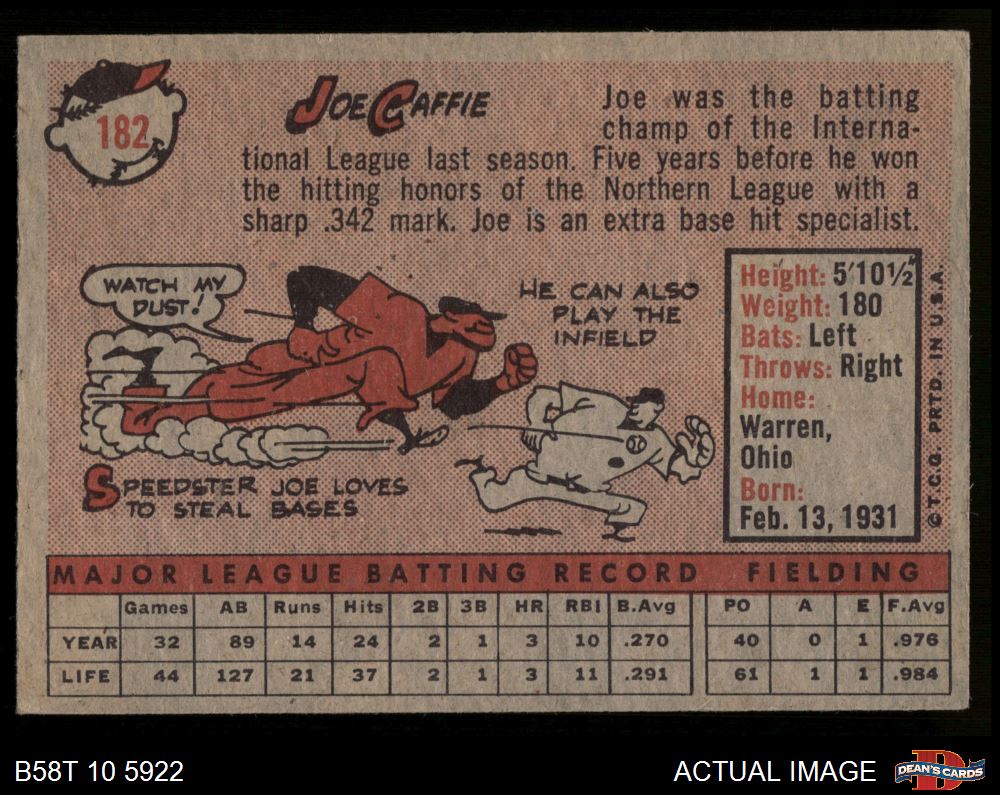 182
Joe Caffie
Joe was the batting
champ of the Interna-
tional League last season. Five years before he won
the hitting honors of the Northern League with a
sharp .342 mark. Joe is an extra base hit specialist.
WATCH MY
DUST!
HE CAN ALSO
PLAY THE
INFIELD
SPEEDSTER JOE LOVES
TO STEAL BASES
Height: 5'10½"
Weight: 180
Bats: Left
Throws: Right
Home:
Warren,
Ohio
Born:
Feb. 13, 1931
© T.C.G. PRTD. IN U.S.A.
MAJOR LEAGUE BATTING RECORD FIELDING
Games AB Runs Hits 2B 3B HR RBI B.Avg PO A E F.Avg
YEAR 32 89 14 24 2 1 3 10 .270 40 0 1 .976
LIFE 44 127 21 37 2 1 3 11 .291 61 1 1 .984
B58T 10 5922 ACTUAL IMAGE DEAN'S CARDS